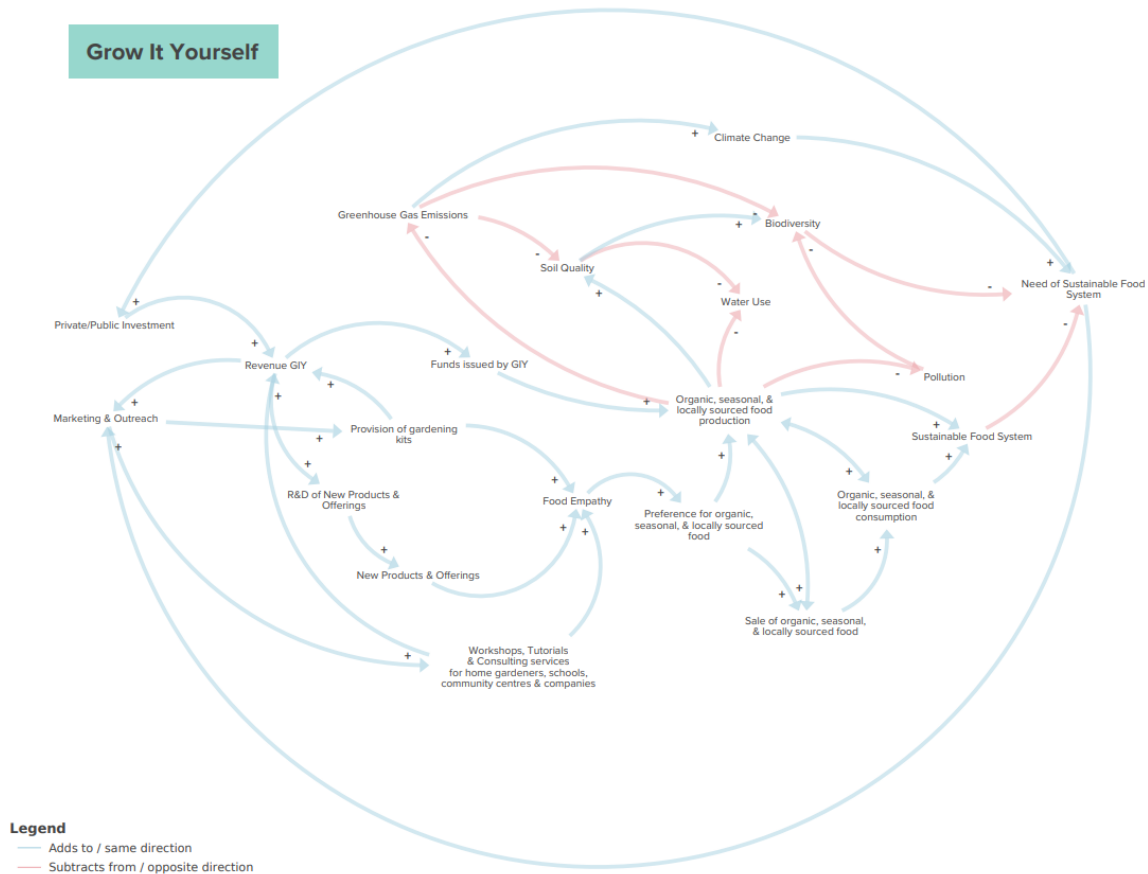 Grow It Yourself
+
Climate Change
Greenhouse Gas Emissions
-
-
Biodiversity
+
-
-
Soil Quality
+
+
-
-
Need of Sustainable Food
System
Water Use
+
-
-
Private/Public Investment
+
+
Revenue GIY
Funds issued by GIY
-
Pollution
+
+
+
+
Organic, seasonal, &
locally sourced food
production
Marketing & Outreach
+
+
Provision of gardening
kits
+
Sustainable Food System
+
+
+
+
R&D of New Products &
Offerings
+
Food Empathy
+
Preference for organic,
seasonal, & locally sourced
food
Organic, seasonal, &
locally sourced food
consumption
+
+
+
+
New Products & Offerings
+
+
Sale of organic, seasonal,
& locally sourced food
+
Workshops, Tutorials
& Consulting services
for home gardeners, schools,
community centres & companies
Legend
Adds to / same direction
Subtracts from / opposite direction